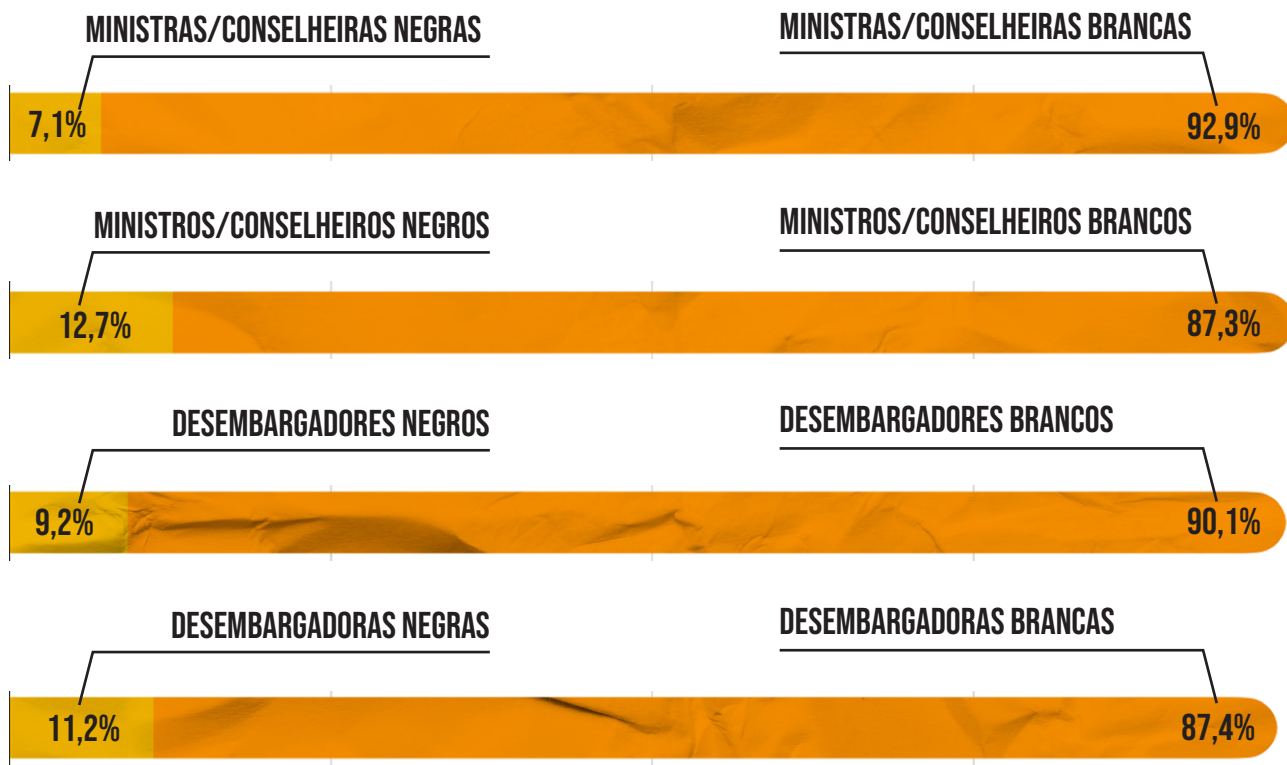 MINISTRAS/CONSELHEIRAS NEGRAS
MINISTRAS/CONSELHEIRAS BRANCAS
7,1%
92,9%
MINISTROS/CONSELHEIROS NEGROS
MINISTROS/CONSELHEIROS BRANCOS
12,7%
87,3%
DESEMBARGADORES NEGROS
DESEMBARGADORES BRANCOS
9,2%
90,1%
DESEMBARGADORAS NEGRAS
DESEMBARGADORAS BRANCAS
11,2%
87,4%